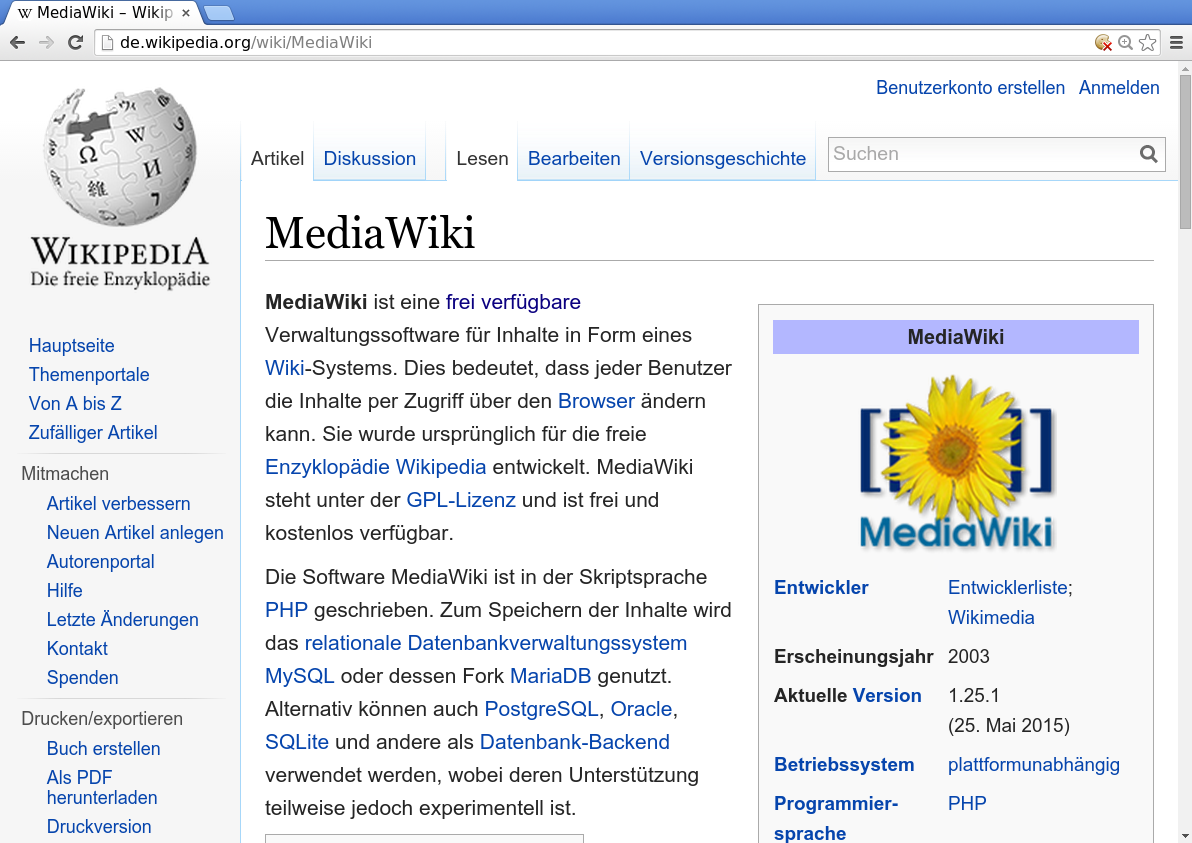 MediaWiki – Wikip
de.wikipedia.org/wiki/MediaWiki
Benutzerkonto erstellen Anmelden
Artikel Diskussion Lesen Bearbeiten Versionsgeschichte Suchen
WIKIPEDIA
Die freie Enzyklopädie
Hauptseite
Themenportale
Von A bis Z
Zufälliger Artikel
Mitmachen
Artikel verbessern
Neuen Artikel anlegen
Autorenportal
Hilfe
Letzte Änderungen
Kontakt
Spenden
Drucken/exportieren
Buch erstellen
Als PDF
herunterladen
Druckversion
MediaWiki
MediaWiki ist eine frei verfügbare
Verwaltungssoftware für Inhalte in Form eines
Wiki-Systems. Dies bedeutet, dass jeder Benutzer
die Inhalte per Zugriff über den Browser ändern
kann. Sie wurde ursprünglich für die freie
Enzyklopädie Wikipedia entwickelt. MediaWiki
steht unter der GPL-Lizenz und ist frei und
kostenlos verfügbar.
Die Software MediaWiki ist in der Skriptsprache
PHP geschrieben. Zum Speichern der Inhalte wird
das relationale Datenbankverwaltungssystem
MySQL oder dessen Fork MariaDB genutzt.
Alternativ können auch PostgreSQL, Oracle,
SQLite und andere als Datenbank-Backend
verwendet werden, wobei deren Unterstützung
teilweise jedoch experimentell ist.
MediaWiki
MediaWiki
Entwickler Entwicklerliste;
Wikimedia
Erscheinungsjahr 2003
Aktuelle Version 1.25.1
(25. Mai 2015)
Betriebssystem plattformunabhängig
Programmier- PHP
sprache